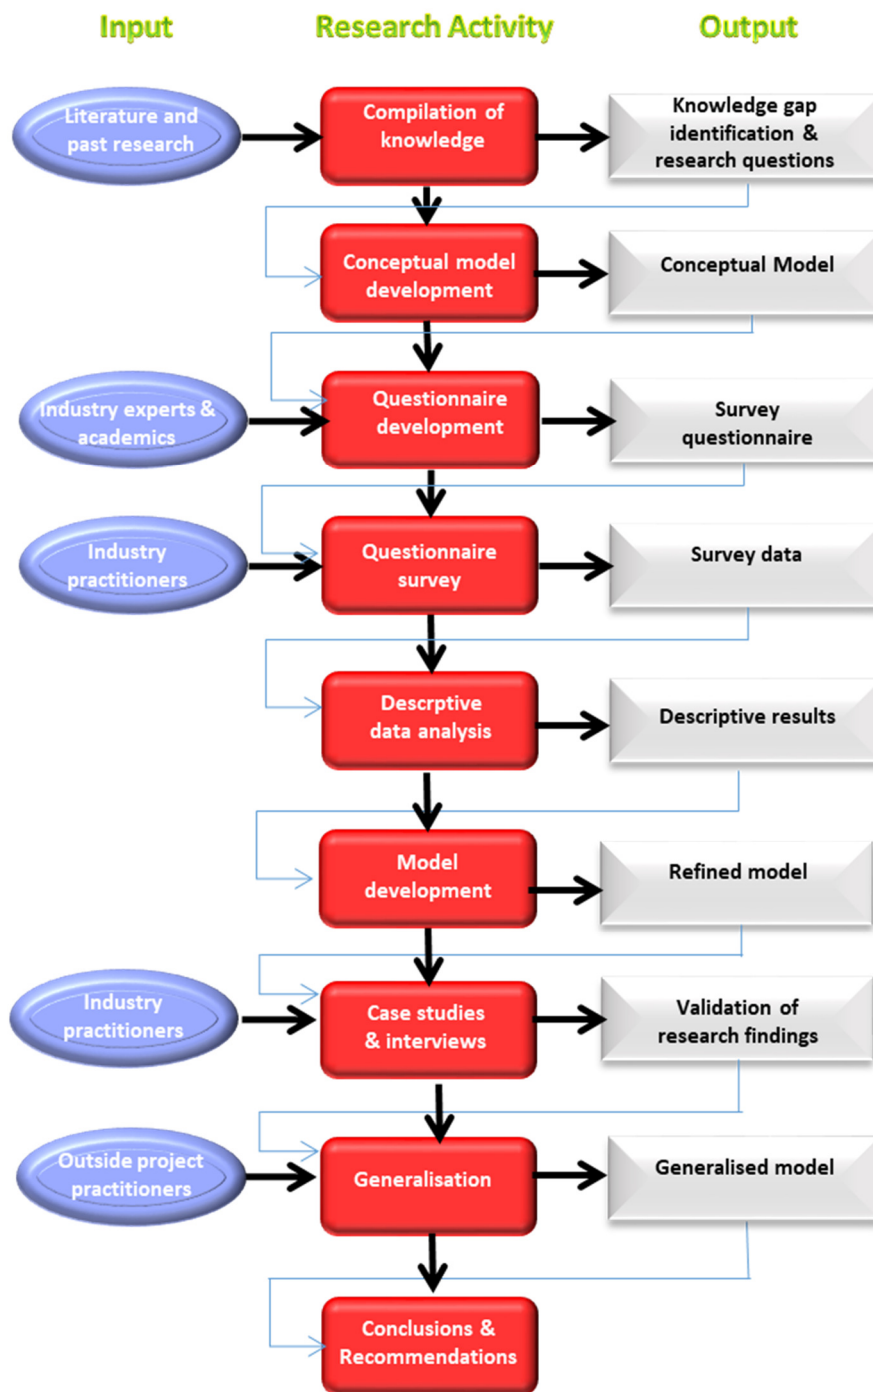 Input
Research Activity
Output
Literature and
past research
Compilation of
knowledge
Knowledge gap
identification &
research questions
Conceptual model
development
Conceptual Model
Industry experts &
academics
Questionnaire
development
Survey
questionnaire
Industry
practitioners
Questionnaire
survey
Survey data
Descrptive
data analysis
Descriptive results
Model
development
Refined model
Industry
practitioners
Case studies
& interviews
Validation of
research findings
Outside project
practitioners
Generalisation
Generalised model
Conclusions &
Recommendations